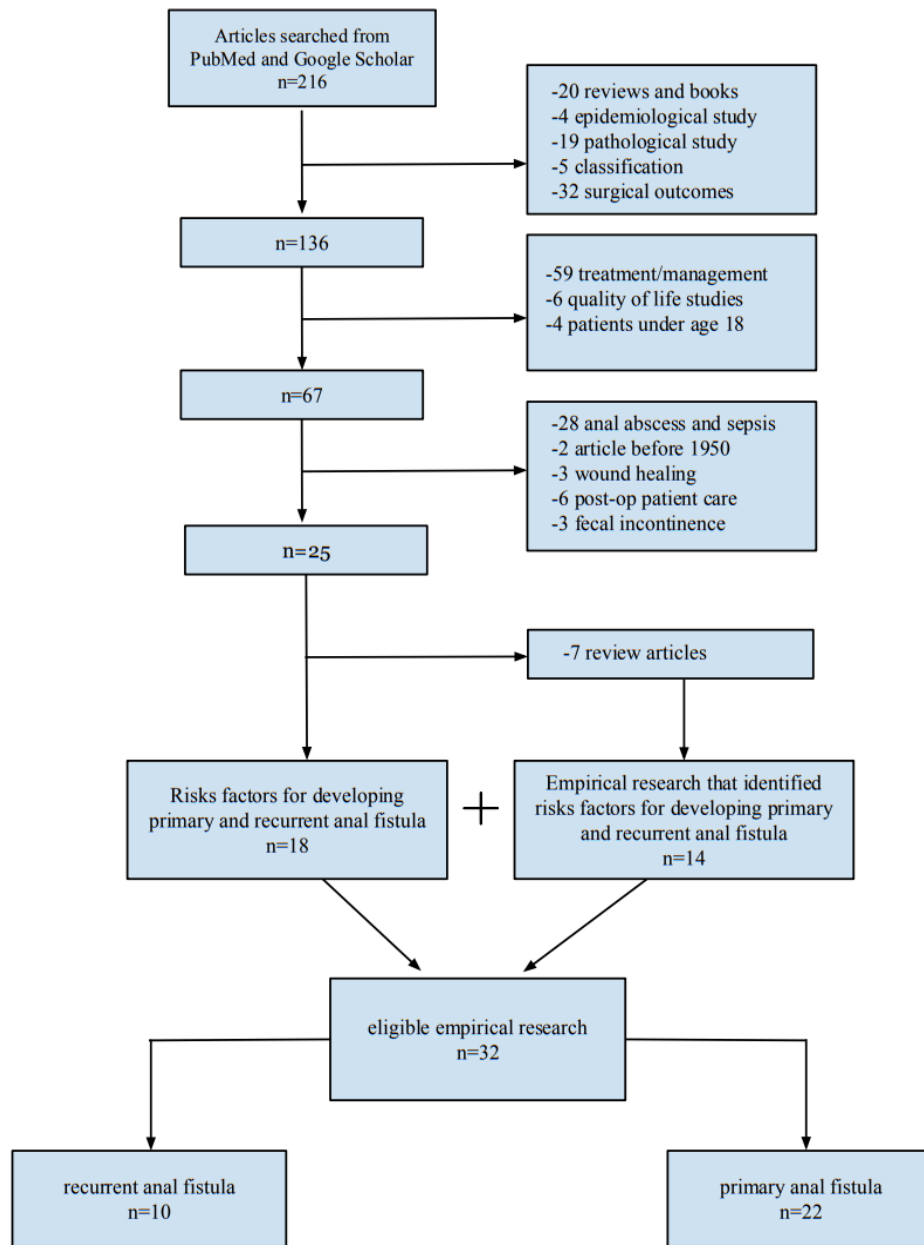 Articles searched from
PubMed and Google Scholar
n=216
-20 reviews and books
-4 epidemiological study
-19 pathological study
-5 classification
-32 surgical outcomes
n=136
-59 treatment/management
-6 quality of life studies
-4 patients under age 18
n=67
-28 anal abscess and sepsis
-2 article before 1950
-3 wound healing
-6 post-op patient care
-3 fecal incontinence
n=25
-7 review articles
Risks factors for developing
primary and recurrent anal fistula
n=18
+
Empirical research that identified
risks factors for developing primary
and recurrent anal fistula
n=14
eligible empirical research
n=32
recurrent anal fistula
n=10
primary anal fistula
n=22